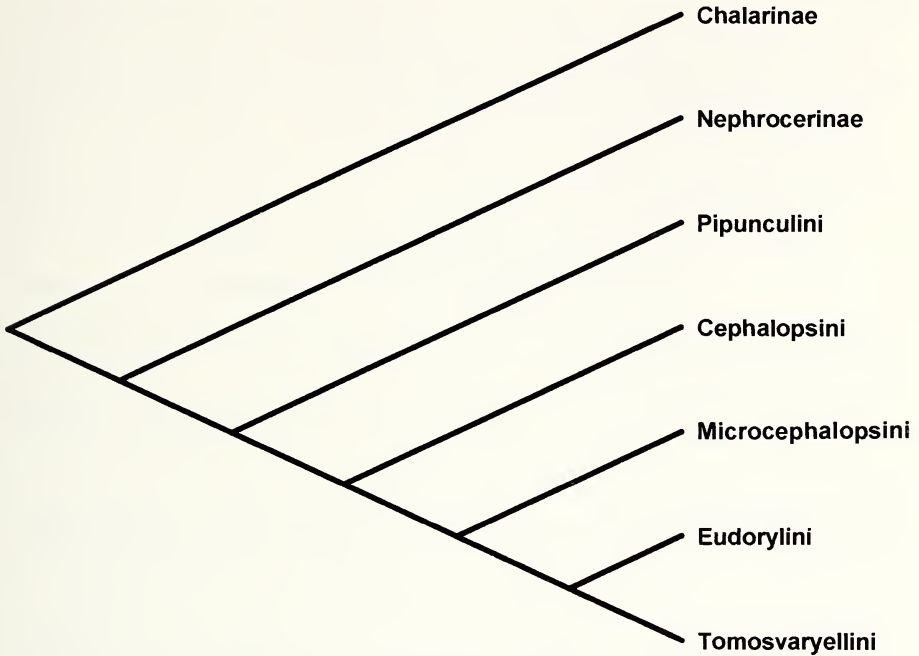 Chalarinae
Nephrocerinae
Pipunculini
Cephalopsini
Microcephalopsini
Eudorylini
Tomosvaryellini